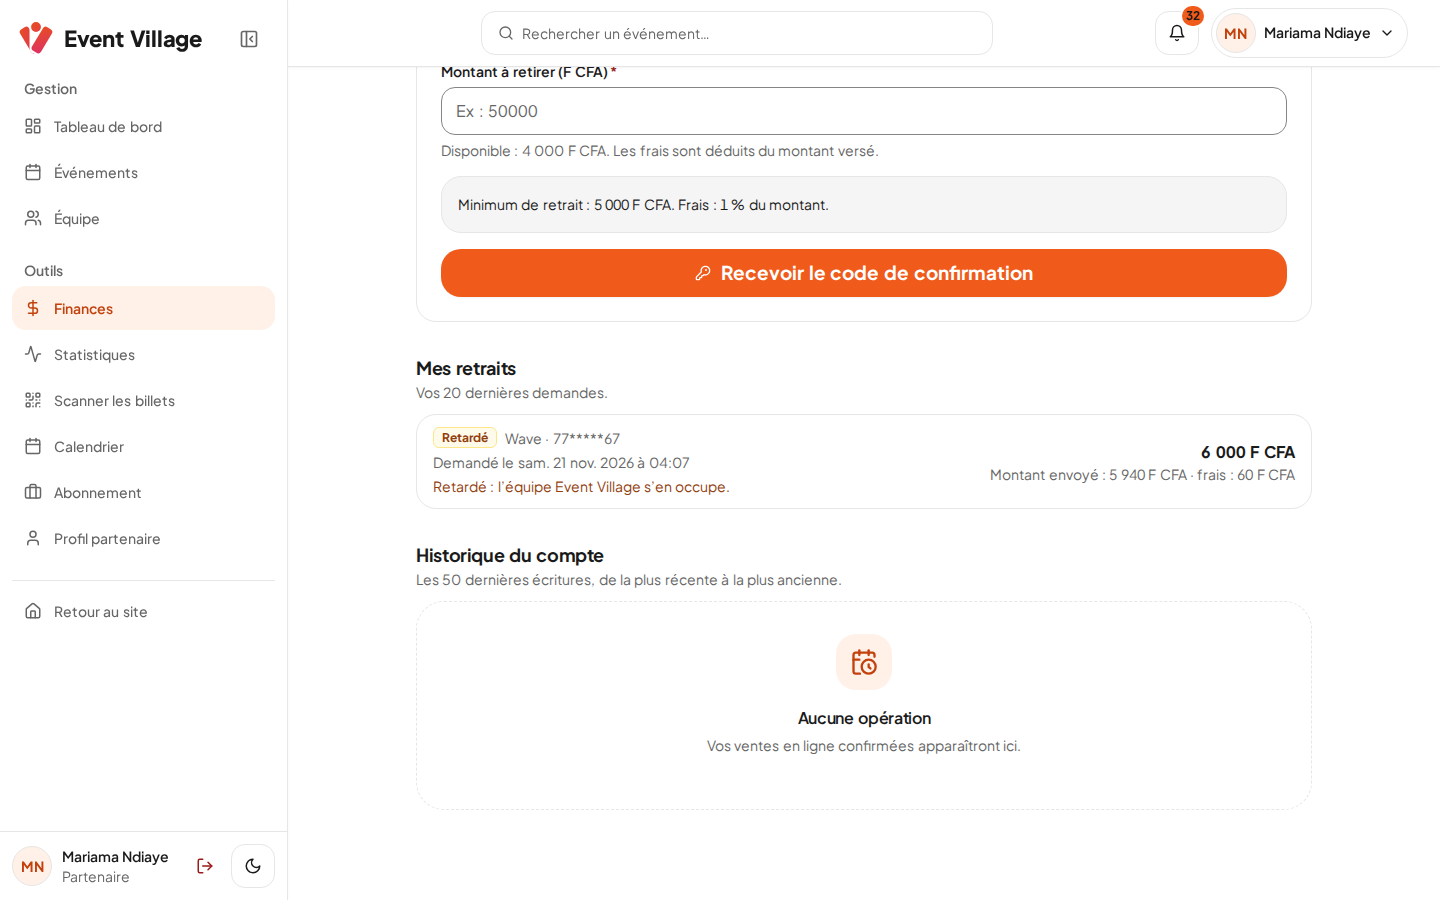 Event Village
Gestion
Tableau de bord
Événements
Équipe
Outils
Finances
Statistiques
Scanner les billets
Calendrier
Abonnement
Profil partenaire
Retour au site
MN
Mariama Ndiaye
Partenaire
Rechercher un événement...
32
MN
Mariama Ndiaye
Montant à retirer (F CFA) *
Ex : 50000
Disponible : 4 000 F CFA. Les frais sont déduits du montant versé.
Minimum de retrait : 5 000 F CFA. Frais : 1 % du montant.
Recevoir le code de confirmation
Mes retraits
Vos 20 dernières demandes.
Retardé
Wave · 77*****67
Demandé le sam. 21 nov. 2026 à 04:07
Retardé : l'équipe Event Village s'en occupe.
6 000 F CFA
Montant envoyé : 5 940 F CFA · frais : 60 F CFA
Historique du compte
Les 50 dernières écritures, de la plus récente à la plus ancienne.
Aucune opération
Vos ventes en ligne confirmées apparaîtront ici.